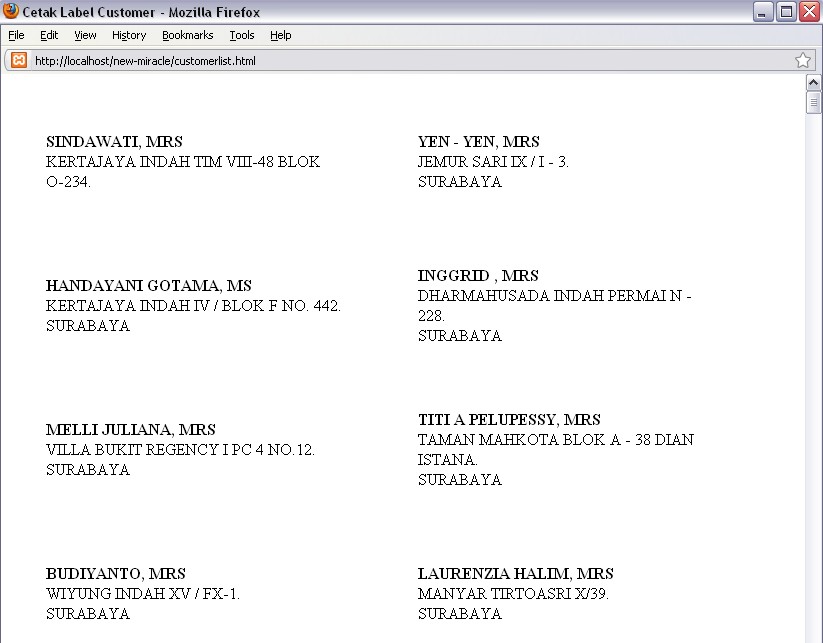 Cetak Label Customer - Mozilla Firefox
File Edit View History Bookmarks Tools Help
http://localhost/new-miracle/customerlist.html
SINDAWATI, MRS
KERTAJAYA INDAH TIM VIII-48 BLOK
O-234.
YEN - YEN, MRS
JEMUR SARI IX / I - 3.
SURABAYA
HANDAYANI GOTAMA, MS
KERTAJAYA INDAH IV / BLOK F NO. 442.
SURABAYA
INGGRID , MRS
DHARMAHUSADA INDAH PERMAI N -
228.
SURABAYA
MELLI JULIANA, MRS
VILLA BUKIT REGENCY I PC 4 NO.12.
SURABAYA
TITI A PELUPESSY, MRS
TAMAN MAHKOTA BLOK A - 38 DIAN
ISTANA.
SURABAYA
BUDIYANTO, MRS
WIYUNG INDAH XV / FX-1.
SURABAYA
LAURENZIA HALIM, MRS
MANYAR TIRTOASRI X/39.
SURABAYA